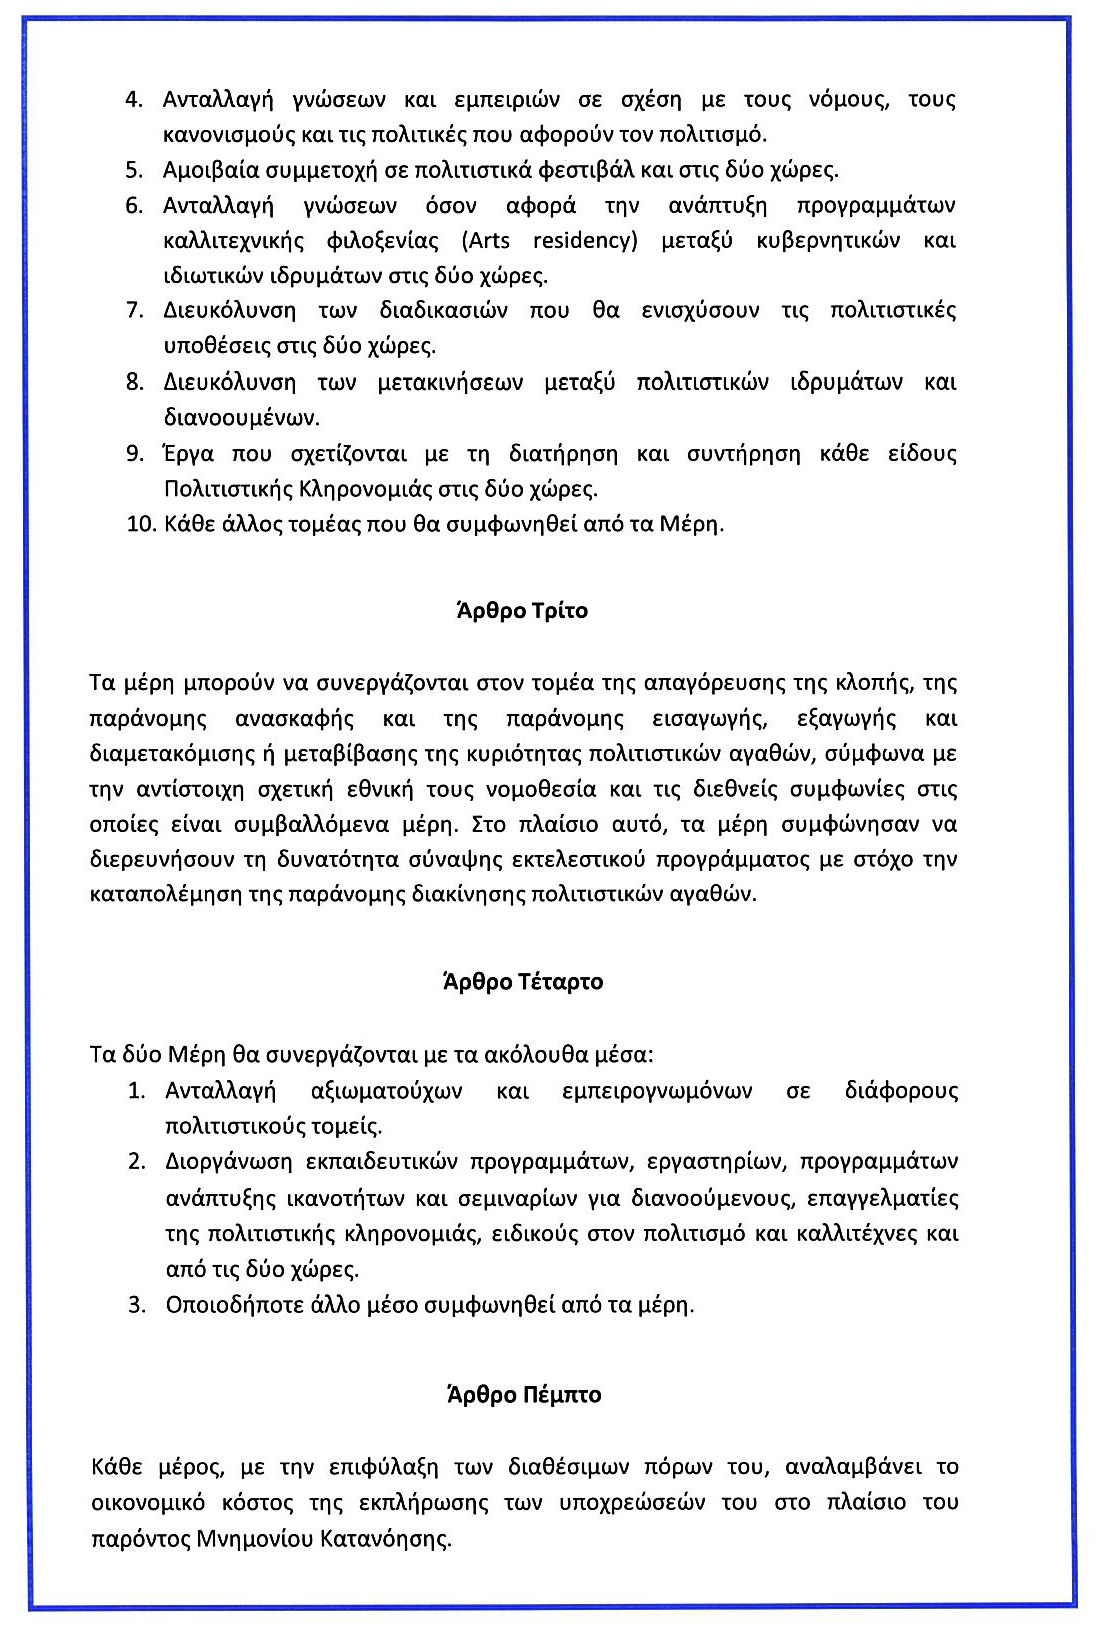 4. Ανταλλαγή γνώσεων και εμπειριών σε σχέση με τους νόμους, τους
κανονισμούς και τις πολιτικές που αφορούν τον πολιτισμό.
5. Αμοιβαία συμμετοχή σε πολιτιστικά φεστιβάλ και στις δύο χώρες.
6. Ανταλλαγή γνώσεων όσον αφορά την ανάπτυξη προγραμμάτων
καλλιτεχνικής φιλοξενίας (Arts residency) μεταξύ κυβερνητικών και
ιδιωτικών ιδρυμάτων στις δύο χώρες.
7. Διευκόλυνση των διαδικασιών που θα ενισχύσουν τις πολιτιστικές
υποθέσεις στις δύο χώρες.
8. Διευκόλυνση των μετακινήσεων μεταξύ πολιτιστικών ιδρυμάτων και
διανοουμένων.
9. Έργα που σχετίζονται με τη διατήρηση και συντήρηση κάθε είδους
Πολιτιστικής Κληρονομιάς στις δύο χώρες.
10. Κάθε άλλος τομέας που θα συμφωνηθεί από τα Μέρη.
Άρθρο Τρίτο
Τα μέρη μπορούν να συνεργάζονται στον τομέα της απαγόρευσης της κλοπής, της
παράνομης ανασκαφής και της παράνομης εισαγωγής, εξαγωγής και
διαμετακόμισης ή μεταβίβασης της κυριότητας πολιτιστικών αγαθών, σύμφωνα με
την αντίστοιχη σχετική εθνική τους νομοθεσία και τις διεθνείς συμφωνίες στις
οποίες είναι συμβαλλόμενα μέρη. Στο πλαίσιο αυτό, τα μέρη συμφώνησαν να
διερευνήσουν τη δυνατότητα σύναψης εκτελεστικού προγράμματος με στόχο την
καταπολέμηση της παράνομης διακίνησης πολιτιστικών αγαθών.
Άρθρο Τέταρτο
Τα δύο Μέρη θα συνεργάζονται με τα ακόλουθα μέσα:
1. Ανταλλαγή αξιωματούχων και εμπειρογνωμόνων σε διάφορους
πολιτιστικούς τομείς.
2. Διοργάνωση εκπαιδευτικών προγραμμάτων, εργαστηρίων, προγραμμάτων
ανάπτυξης ικανοτήτων και σεμιναρίων για διανοούμενους, επαγγελματίες
της πολιτιστικής κληρονομιάς, ειδικούς στον πολιτισμό και καλλιτέχνες και
από τις δύο χώρες.
3. Οποιοδήποτε άλλο μέσο συμφωνηθεί από τα μέρη.
Άρθρο Πέμπτο
Κάθε μέρος, με την επιφύλαξη των διαθέσιμων πόρων του, αναλαμβάνει το
οικονομικό κόστος της εκπλήρωσης των υποχρεώσεών του στο πλαίσιο του
παρόντος Μνημονίου Κατανόησης.